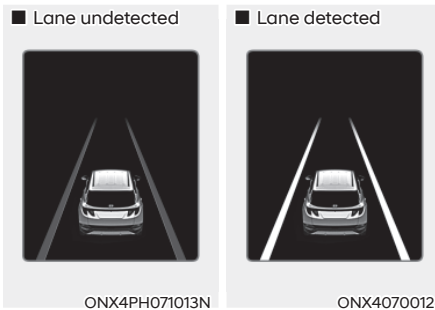 ■ Lane undetected
■ Lane detected
ONX4PH071013N
ONX4070012